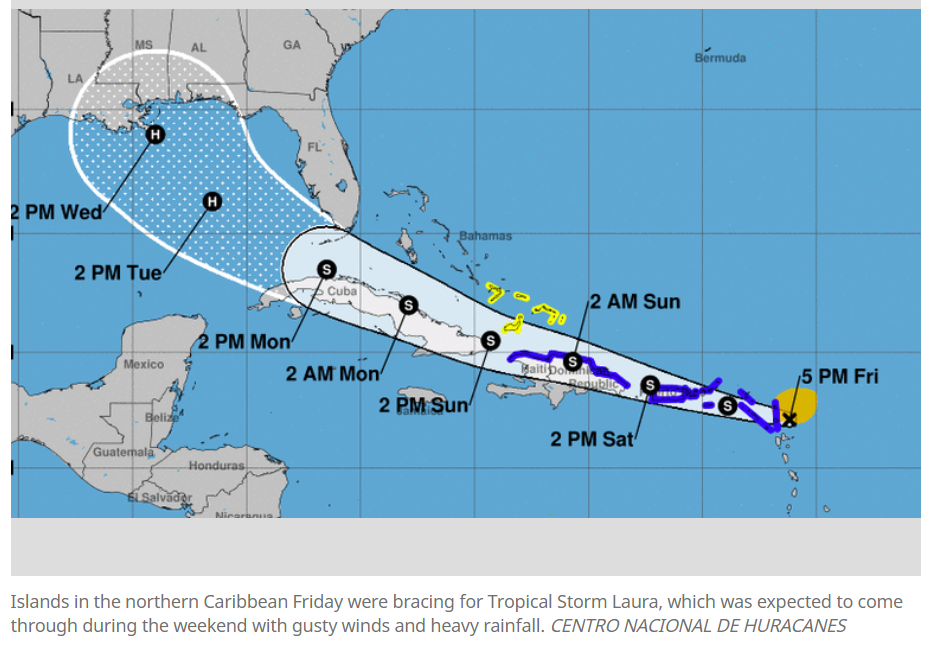 MS
AL
GA
LA
Bermuda
FL
2 PM Wed
Bahamas
2 PM Tue
Cuba
2 AM Sun
2 PM Mon
Mexico
2 AM Mon
Haiti
Republic
5 PM Fri
2 PM Sun
Jamaica
Belize
2 PM Sat
Guatemala
Honduras
El Salvador
Nicaragua
H
H
S
S
S
S
S
S
Islands in the northern Caribbean Friday were bracing for Tropical Storm Laura, which was expected to come
through during the weekend with gusty winds and heavy rainfall. CENTRO NACIONAL DE HURACANES